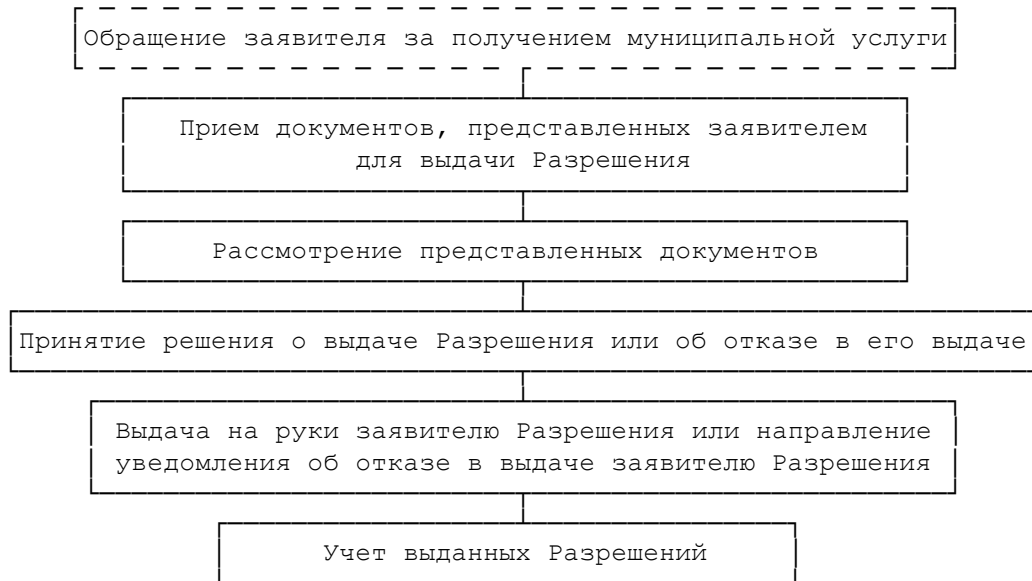 Обращение заявителя за получением муниципальной услуги
Прием документов, представленных заявителем
для выдачи Разрешения
Рассмотрение представленных документов
Принятие решения о выдаче Разрешения или об отказе в его выдаче
Выдача на руки заявителю Разрешения или направление
уведомления об отказе в выдаче заявителю Разрешения
Учет выданных Разрешений